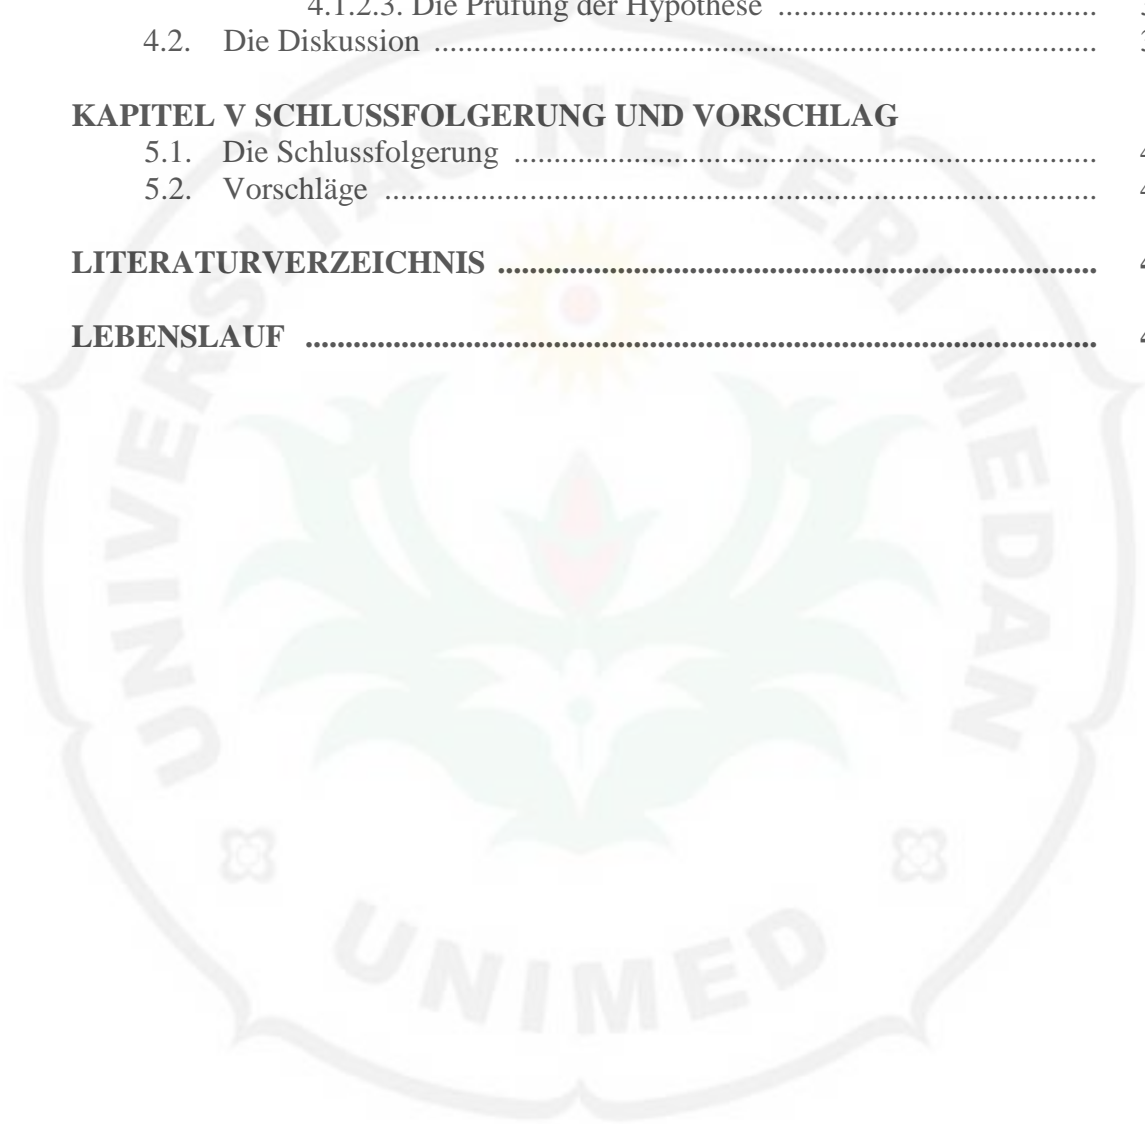 4.1.2.3. Die Prüfung der Hypothese ........................................
4.2. Die Diskussion ....................................................................................
KAPITEL V SCHLUSSFOLGERUNG UND VORSCHLAG
5.1. Die Schlussfolgerung ..........................................................................
5.2. Vorschläge ..........................................................................................
LITERATURVERZEICHNIS ............................................................................
LEBENSLAUF ....................................................................................................
UNIVERSITAS NEGERI MEDAN
UNIMED